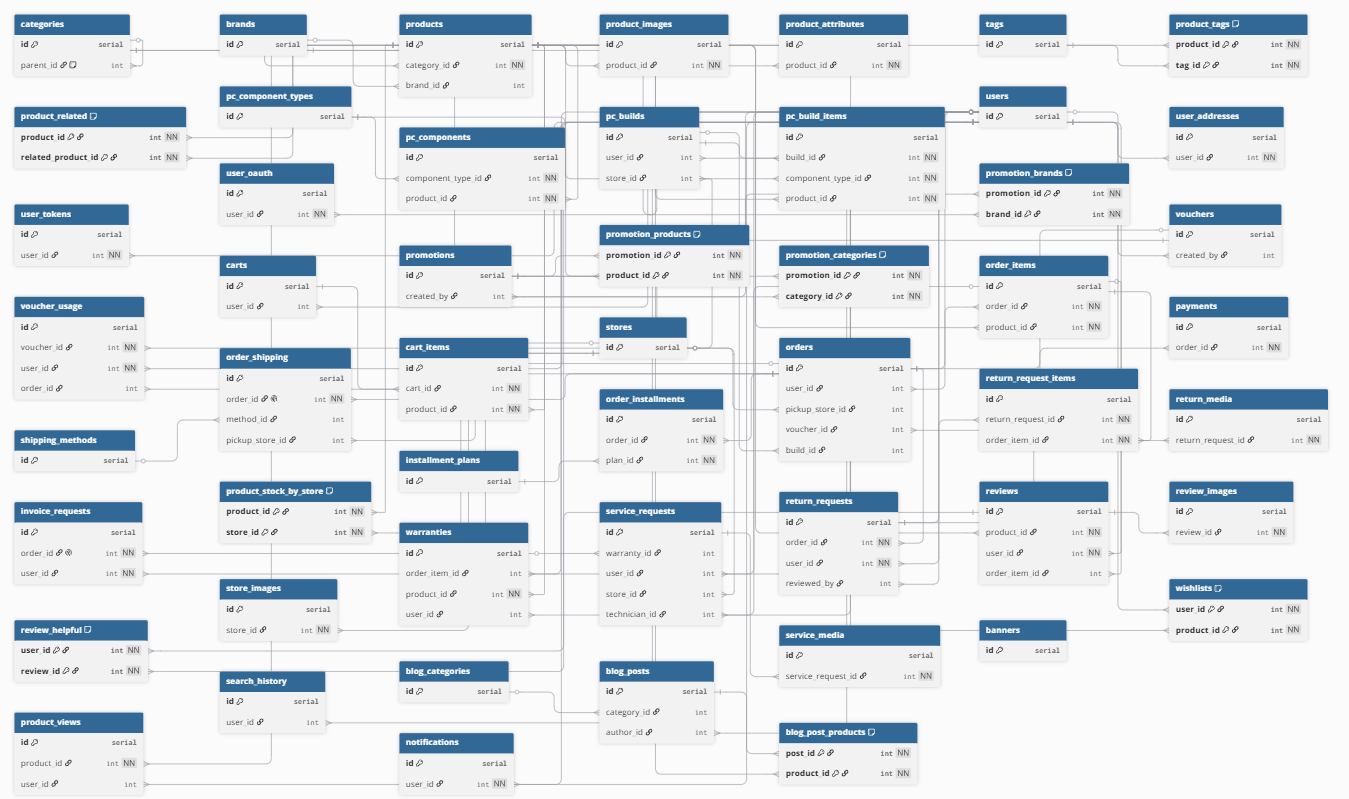 categories
id serial
parent_id int
brands
id serial
products
id serial
category_id int NN
brand_id int
product_images
id serial
product_id int NN
product_attributes
id serial
product_id int NN
tags
id serial
product_tags
product_id int NN
tag_id int NN
product_related
product_id int NN
related_product_id int NN
pc_component_types
id serial
pc_components
id serial
component_type_id int NN
product_id int NN
pc_builds
id serial
user_id int
store_id int
pc_build_items
id serial
build_id int NN
component_type_id int NN
product_id int NN
users
id serial
user_addresses
id serial
user_id int NN
user_oauth
id serial
user_id int NN
promotion_brands
promotion_id int NN
brand_id int NN
user_tokens
id serial
user_id int NN
promotion_products
promotion_id int NN
product_id int NN
vouchers
id serial
created_by int
carts
id serial
user_id int
promotions
id serial
created_by int
promotion_categories
promotion_id int NN
category_id int NN
order_items
id serial
order_id int NN
product_id int NN
voucher_usage
id serial
voucher_id int NN
user_id int NN
order_id int NN
payments
id serial
order_id int NN
order_shipping
id serial
order_id int NN
method_id int
pickup_store_id int
cart_items
id serial
cart_id int NN
product_id int NN
stores
id serial
orders
id serial
user_id int
pickup_store_id int
voucher_id int
build_id int
return_request_items
id serial
return_request_id int NN
order_item_id int NN
order_installments
id serial
order_id int NN
plan_id int NN
return_media
id serial
return_request_id int NN
shipping_methods
id serial
installment_plans
id serial
product_stock_by_store
product_id int NN
store_id int NN
invoice_requests
id serial
order_id int NN
user_id int NN
warranties
id serial
order_item_id int
product_id int NN
user_id int
service_requests
id serial
warranty_id int
user_id int
store_id int
technician_id int
return_requests
id serial
order_id int NN
user_id int NN
reviewed_by int
reviews
id serial
product_id int NN
user_id int NN
order_item_id int
review_images
id serial
review_id int NN
store_images
id serial
store_id int NN
wishlists
user_id int NN
product_id int NN
review_helpful
user_id int NN
review_id int NN
service_media
id serial
service_request_id int NN
banners
id serial
search_history
id serial
user_id int
blog_categories
id serial
blog_posts
id serial
category_id int
author_id int
product_views
id serial
product_id int NN
user_id int
notifications
id serial
user_id int NN
blog_post_products
post_id int NN
product_id int NN